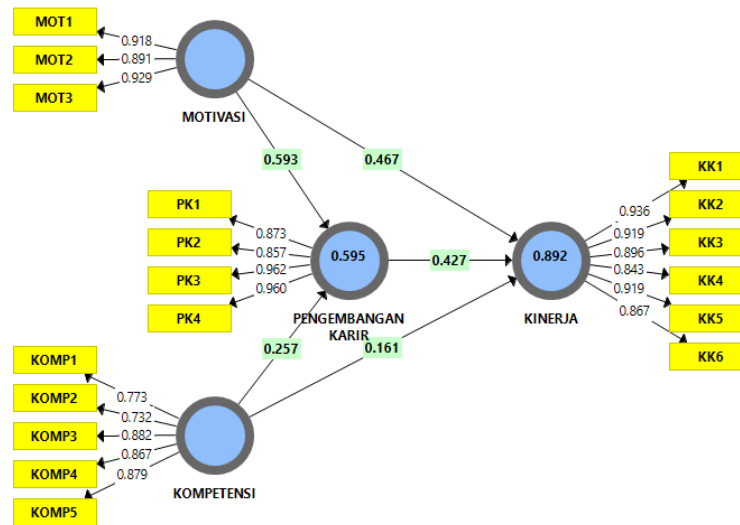 MOT1
MOT2
MOT3
0.918
0.891
0.929
MOTIVASI
0.593
0.467
PK1
PK2
PK3
PK4
0.873
0.857
0.962
0.960
0.595
PENGEMBANGAN
KARIR
0.427
0.892
KINERJA
0.936
0.919
0.896
0.843
0.919
0.867
KK1
KK2
KK3
KK4
KK5
KK6
0.257
0.161
KOMP1
KOMP2
KOMP3
KOMP4
KOMP5
0.773
0.732
0.882
0.867
0.879
KOMPETENSI